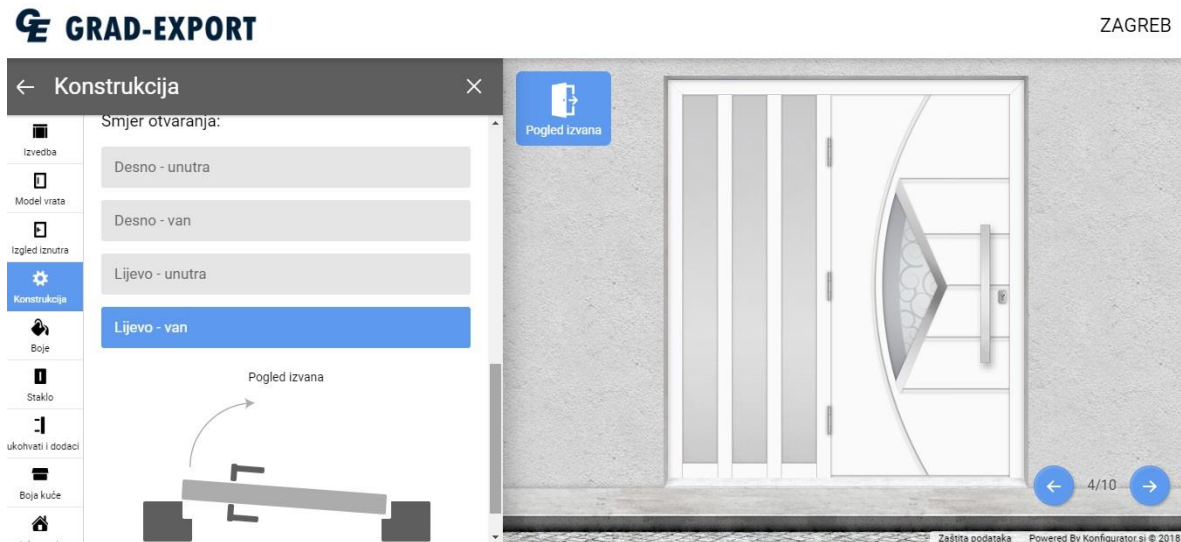 GE GRAD-EXPORT
ZAGREB
Konstrukcija
Izvedba
Model vrata
Izgled iznutra
Konstrukcija
Boje
Staklo
ukohvati i dodaci
Boja kuće
Smjer otvaranja:
Desno - unutra
Desno - van
Lijevo - unutra
Lijevo - van
Pogled izvana
Pogled izvana
4/10
Zaštita podataka
Powered By Konfigurator.si © 2018